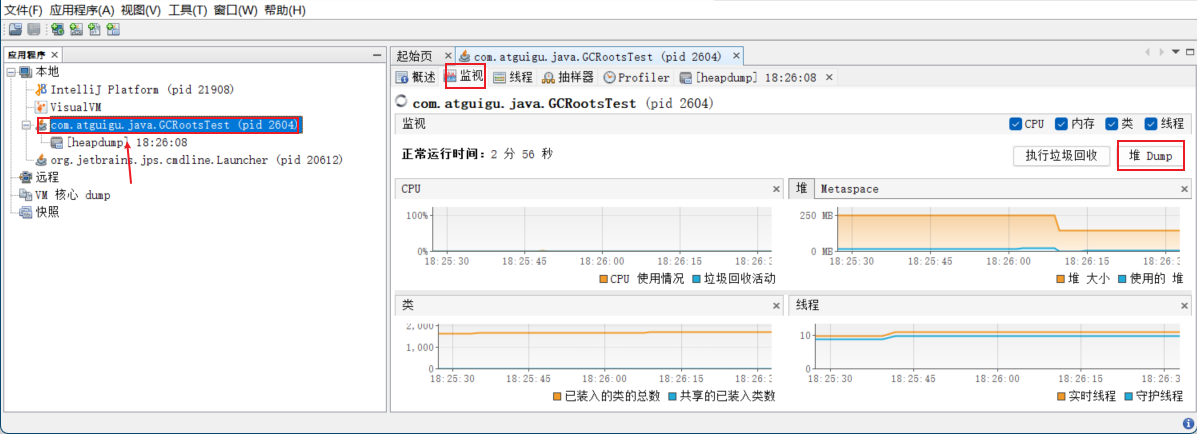 文件(F) 应用程序(A) 视图(V) 工具(T) 窗口(W) 帮助(H)
应用程序 ×
本地
IntelliJ Platform (pid 21908)
VisualVM
com.atguigu.java.GCRootsTest (pid 2604)
[heapdump] 18:26:08
org.jetbrains.jps.cmdline.Launcher (pid 20612)
远程
VM 核心 dump
快照
起始页 × com.atguigu.java.GCRootsTest (pid 2604) ×
概述 监视 线程 抽样器 Profiler [heapdump] 18:26:08 ×
com.atguigu.java.GCRootsTest (pid 2604)
监视 CPU 内存 类 线程
正常运行时间: 2 分 56 秒 执行垃圾回收 堆 Dump
CPU ×
100%
0%
18:25:30 18:25:45 18:26:00 18:26:15 18:26:3
CPU 使用情况 垃圾回收活动
堆 Metaspace ×
250 MB
0 MB
18:25:30 18:25:45 18:26:00 18:26:15 18:26:3
堆 大小 使用的 堆
类 ×
2,000
1,000
0
18:25:30 18:25:45 18:26:00 18:26:15 18:26:3
已装入的类的总数 共享的已装入类数
线程 ×
10
0
18:25:30 18:25:45 18:26:00 18:26:15 18:26:3
实时线程 守护线程